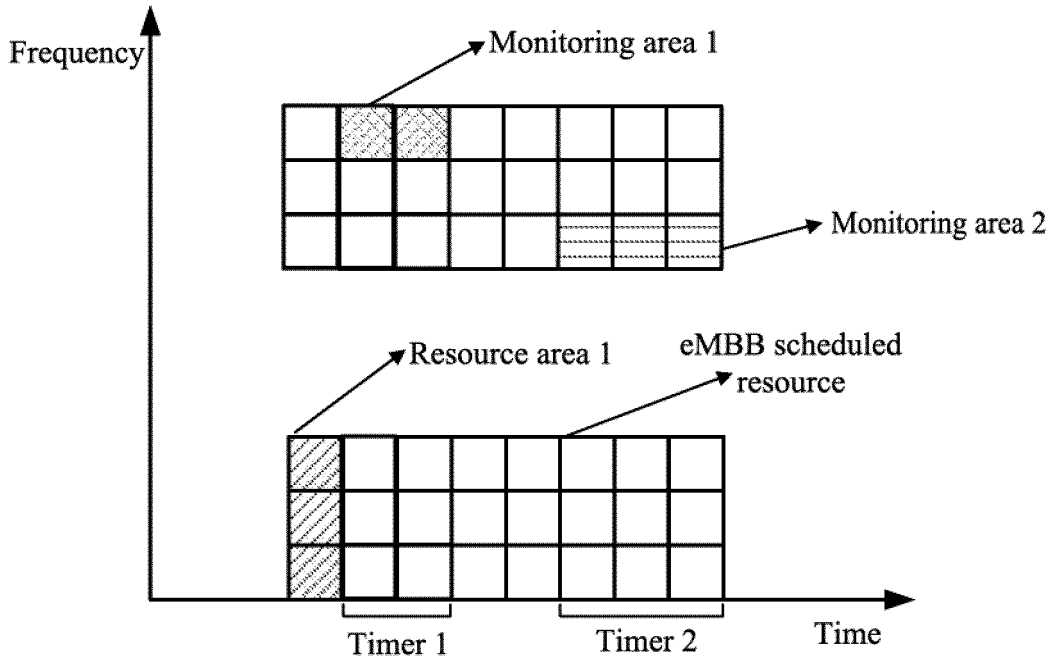 Frequency
Monitoring area 1
Monitoring area 2
Resource area 1
eMBB scheduled
resource
Timer 1
Timer 2
Time